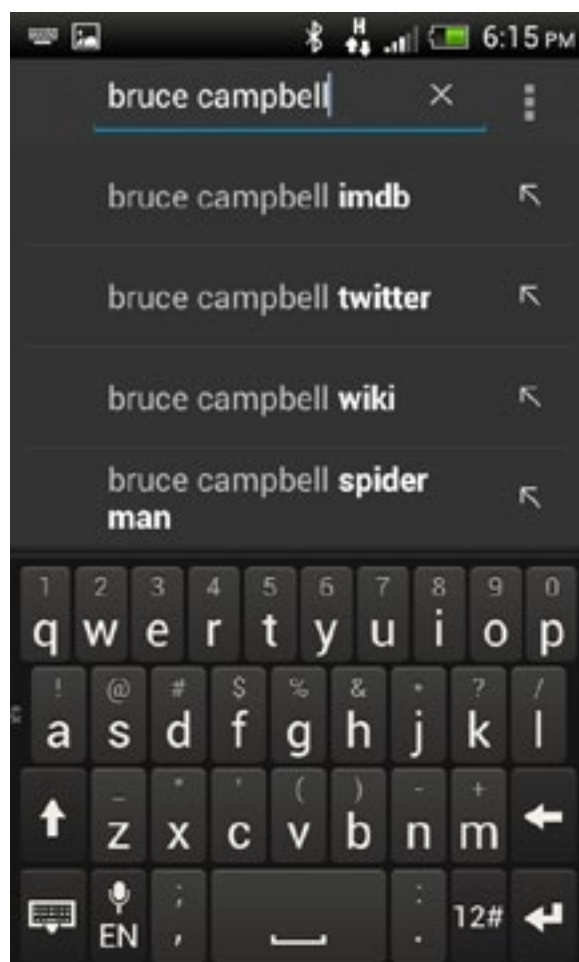 H
6:15 PM
bruce campbell
bruce campbell imdb
bruce campbell twitter
bruce campbell wiki
bruce campbell spider
man
1 2 3 4 5 6 7 8 9 0
q w e r t y u i o p
! @ # $ % & * ? /
a s d f g h j k l
_ " ' ( ) - +
z x c v b n m
; :
EN , . 12#